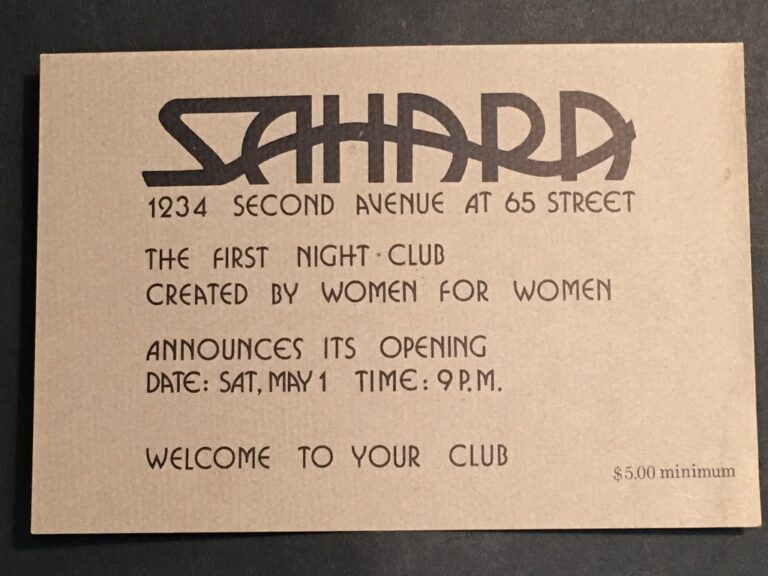 SAHARA
1234 SECOND AVENUE AT 65 STREET
THE FIRST NIGHT·CLUB
CREATED BY WOMEN FOR WOMEN
ANNOUNCES ITS OPENING
DATE: SAT, MAY 1 TIME: 9 P.M.
WELCOME TO YOUR CLUB
$5.00 minimum